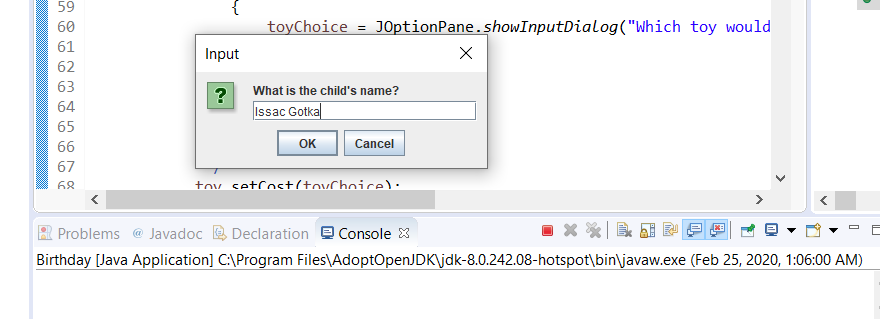 59 {
60 toyChoice = JOptionPane.showInputDialog("Which toy would
61
62
63
64
65
66
67
68 toy.setCost(toyChoice);
Input
What is the child's name?
Issac Gotka
OK Cancel
Problems @ Javadoc Declaration Console
Birthday [Java Application] C:\Program Files\AdoptOpenJDK\jdk-8.0.242.08-hotspot\bin\javaw.exe (Feb 25, 2020, 1:06:00 AM)